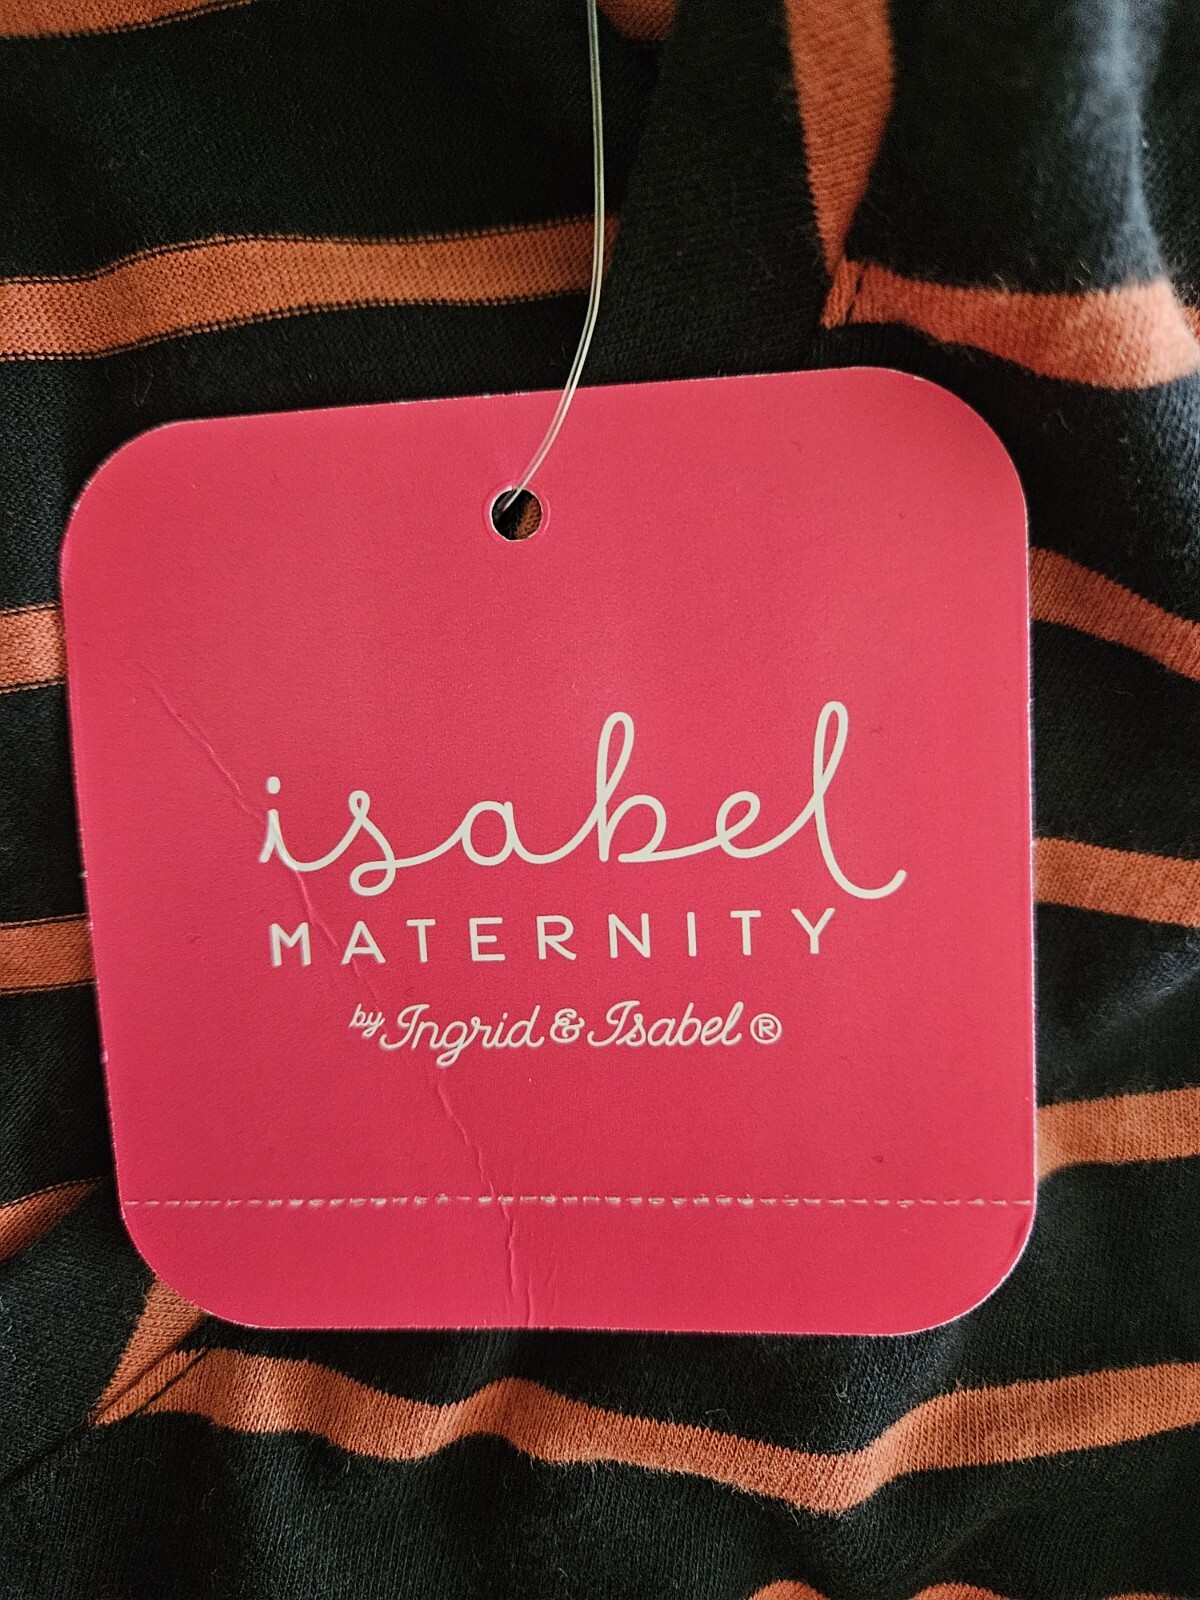 isabel
MATERNITY
by Ingrid & Isabel®